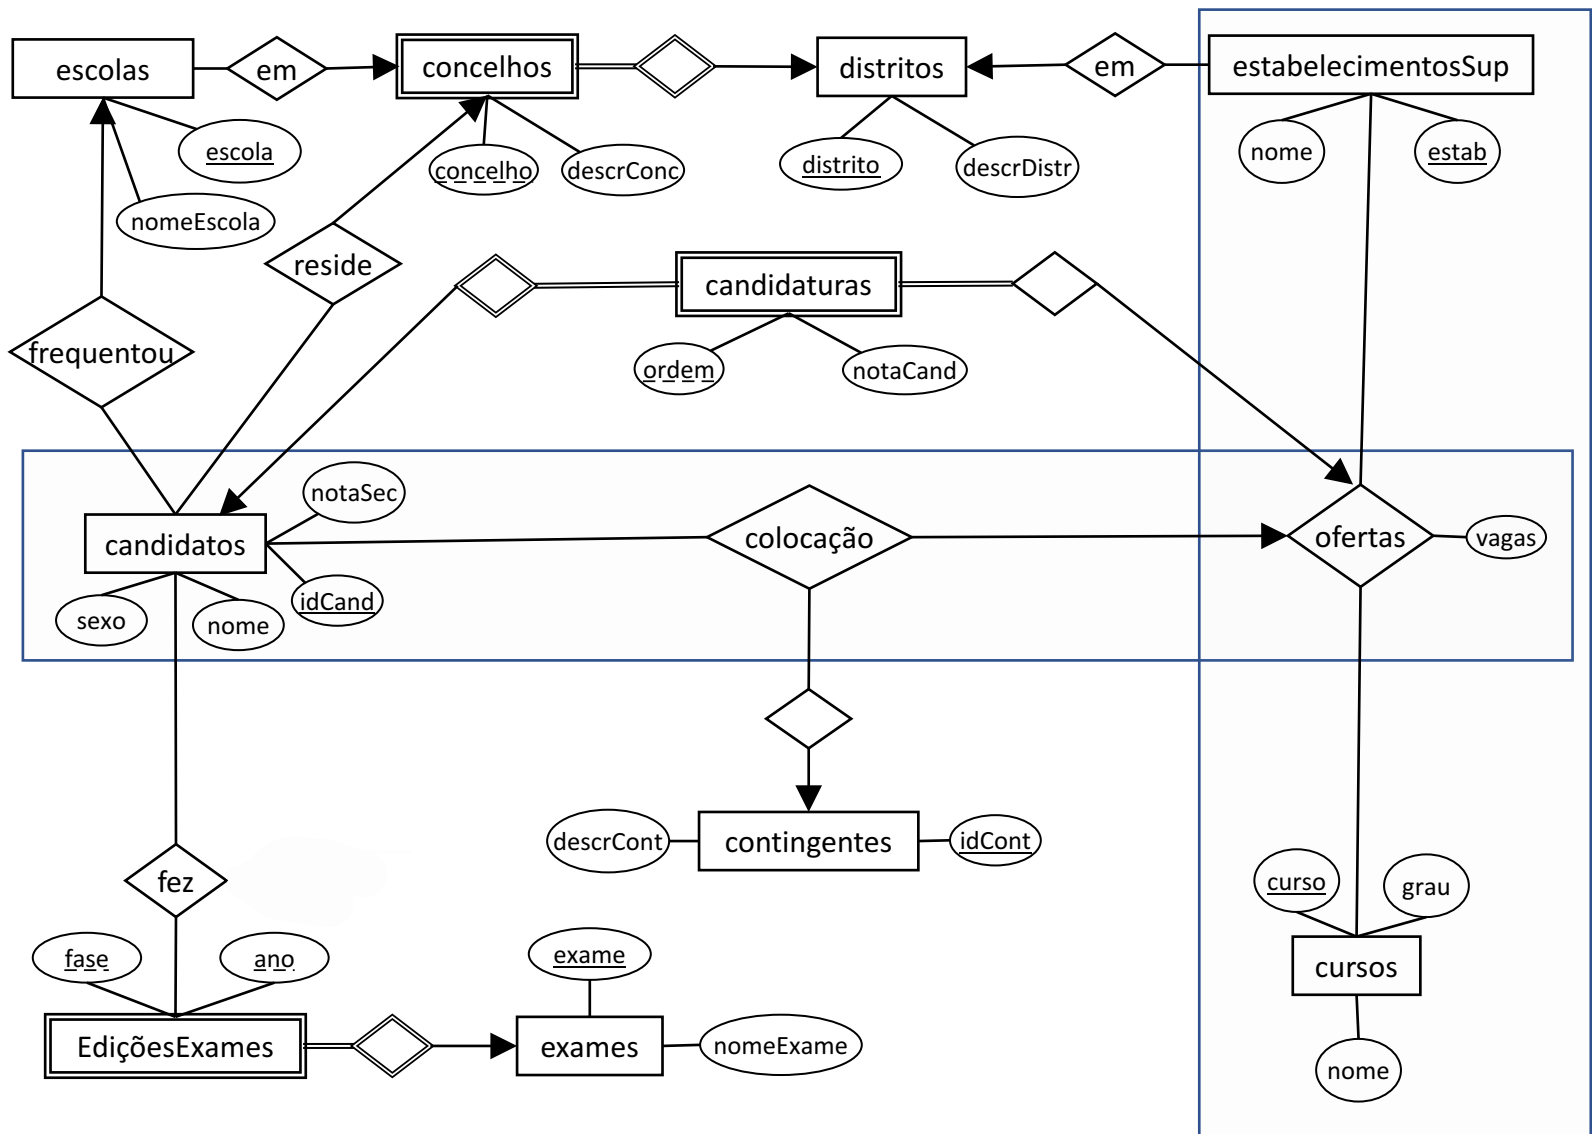 escolas
em
concelhos
distritos
em
estabelecimentosSup
escola
concelho
descrConc
distrito
descrDistr
nome
estab
nomeEscola
reside
candidaturas
frequentou
ordem
notaCand
notaSec
candidatos
colocação
ofertas
vagas
sexo
nome
idCand
descrCont
contingentes
idCont
fez
curso
grau
fase
ano
exame
cursos
EdiçõesExames
exames
nomeExame
nome